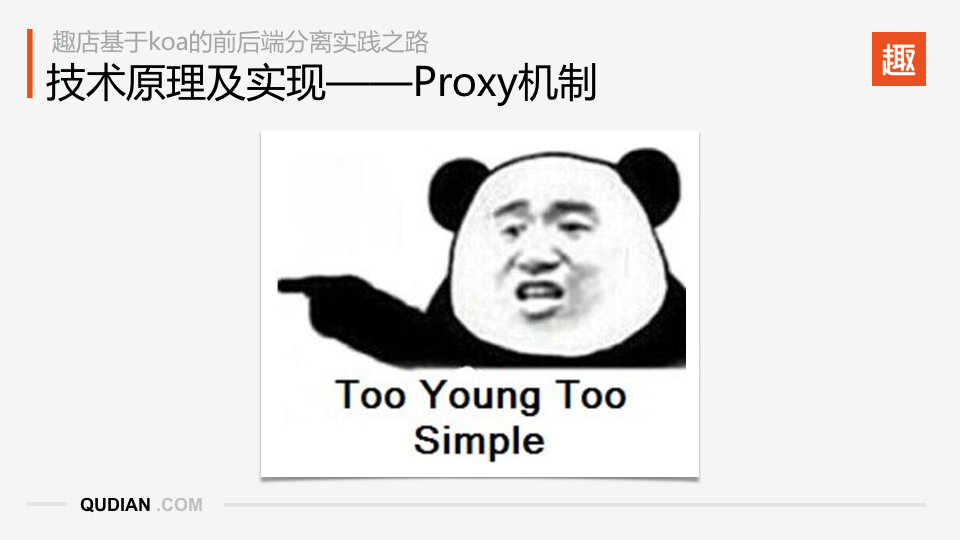 趣店基于koa的前后端分离实践之路
技术原理及实现——Proxy机制
趣
Too Young Too
Simple
QUDIAN .COM